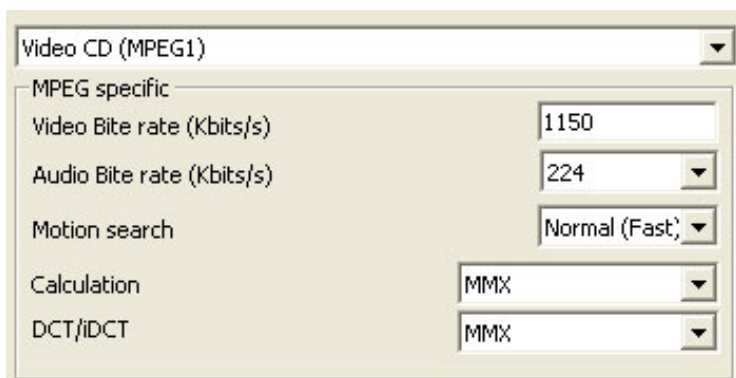 Video CD (MPEG1)
MPEG specific
Video Bite rate (Kbits/s) 1150
Audio Bite rate (Kbits/s) 224
Motion search Normal (Fast)
Calculation MMX
DCT/iDCT MMX